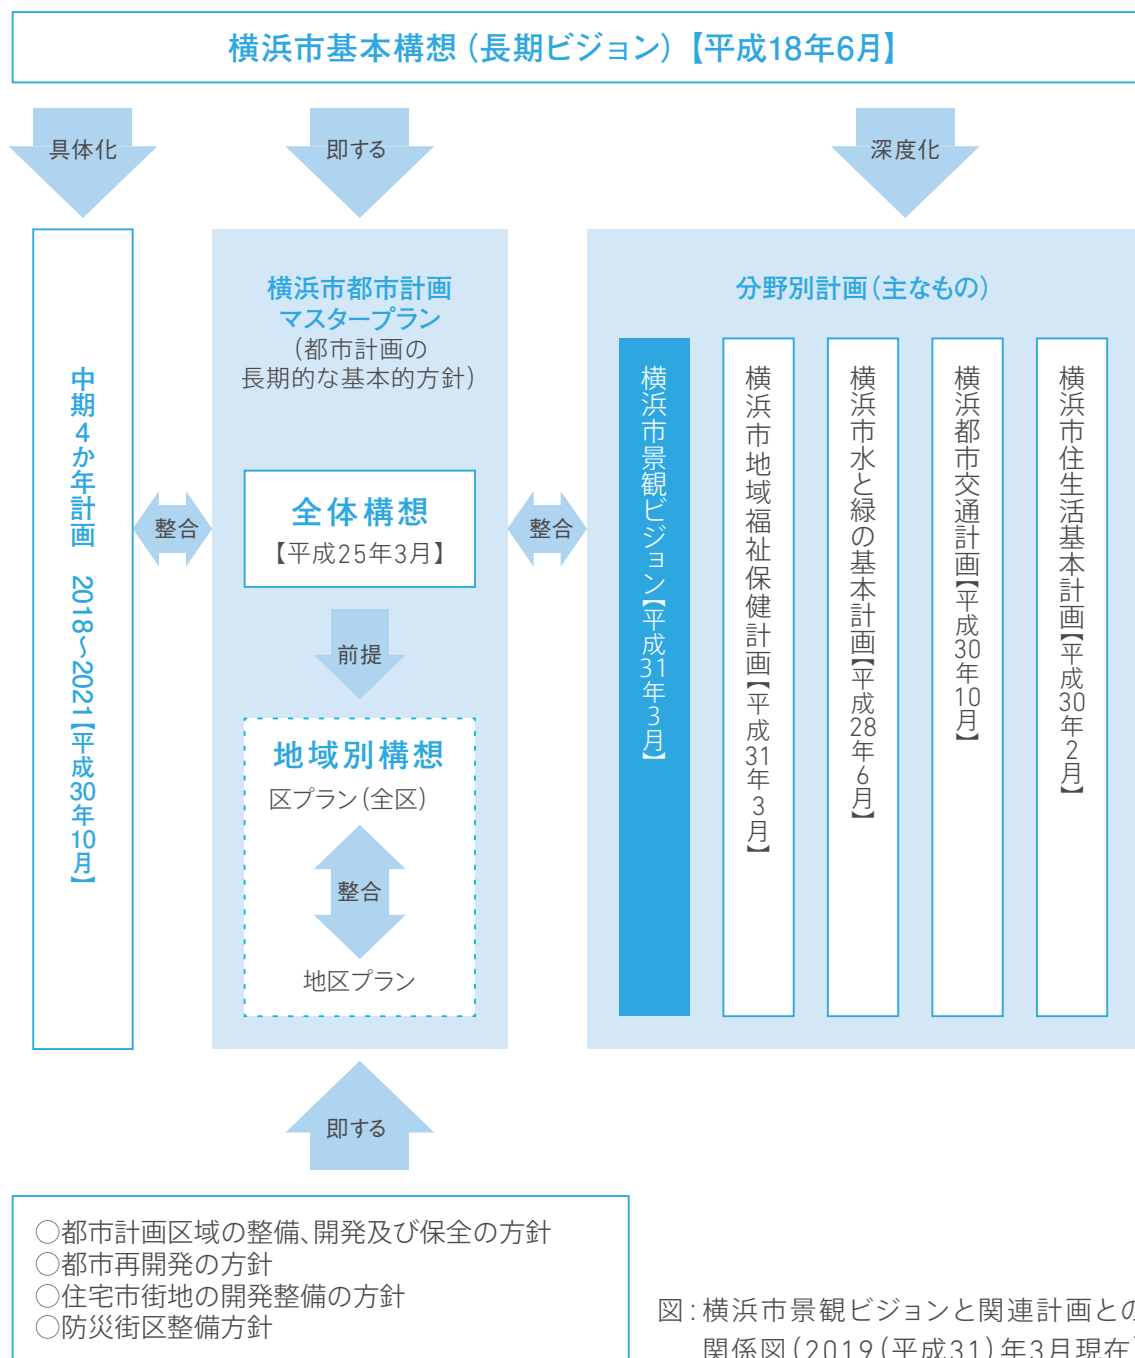 横浜市基本構想（長期ビジョン）【平成18年6月】
具体化
即する
深度化
中期4か年計画　2018～2021【平成30年10月】
横浜市都市計画
マスタープラン
（都市計画の
長期的な基本的方針）
全体構想
【平成25年3月】
整合
整合
前提
地域別構想
区プラン（全区）
整合
地区プラン
分野別計画（主なもの）
横浜市景観ビジョン【平成31年3月】
横浜市地域福祉保健計画【平成31年3月】
横浜市水と緑の基本計画【平成28年6月】
横浜都市交通計画【平成30年10月】
横浜市住生活基本計画【平成30年2月】
即する
○都市計画区域の整備、開発及び保全の方針
○都市再開発の方針
○住宅市街地の開発整備の方針
○防災街区整備方針
図：横浜市景観ビジョンと関連計画との
関係図（2019（平成31）年3月現在）